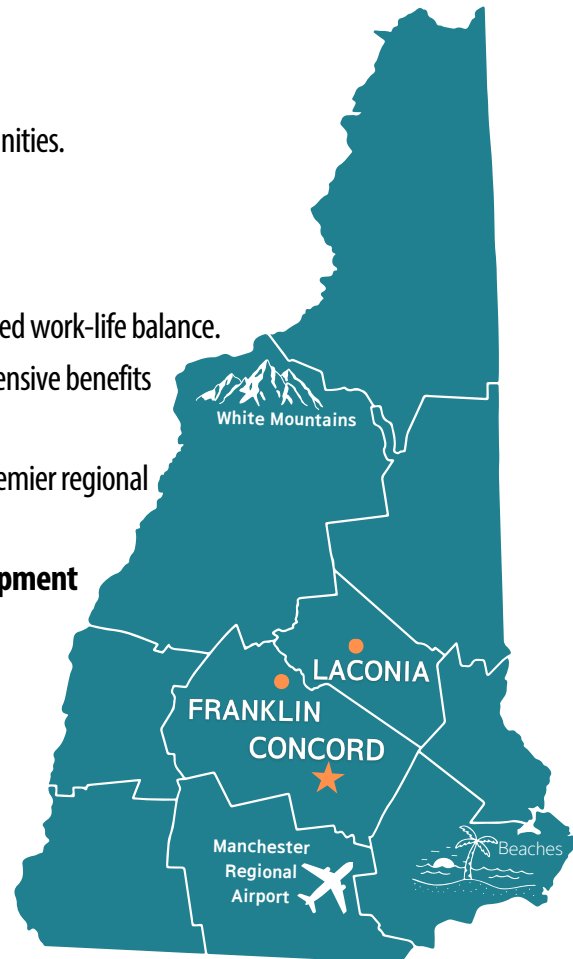 nities.
ed work-life balance.
ensive benefits
White Mountains
emier regional
pment
LACONIA
FRANKLIN
CONCORD
Manchester
Regional
Airport
Beaches